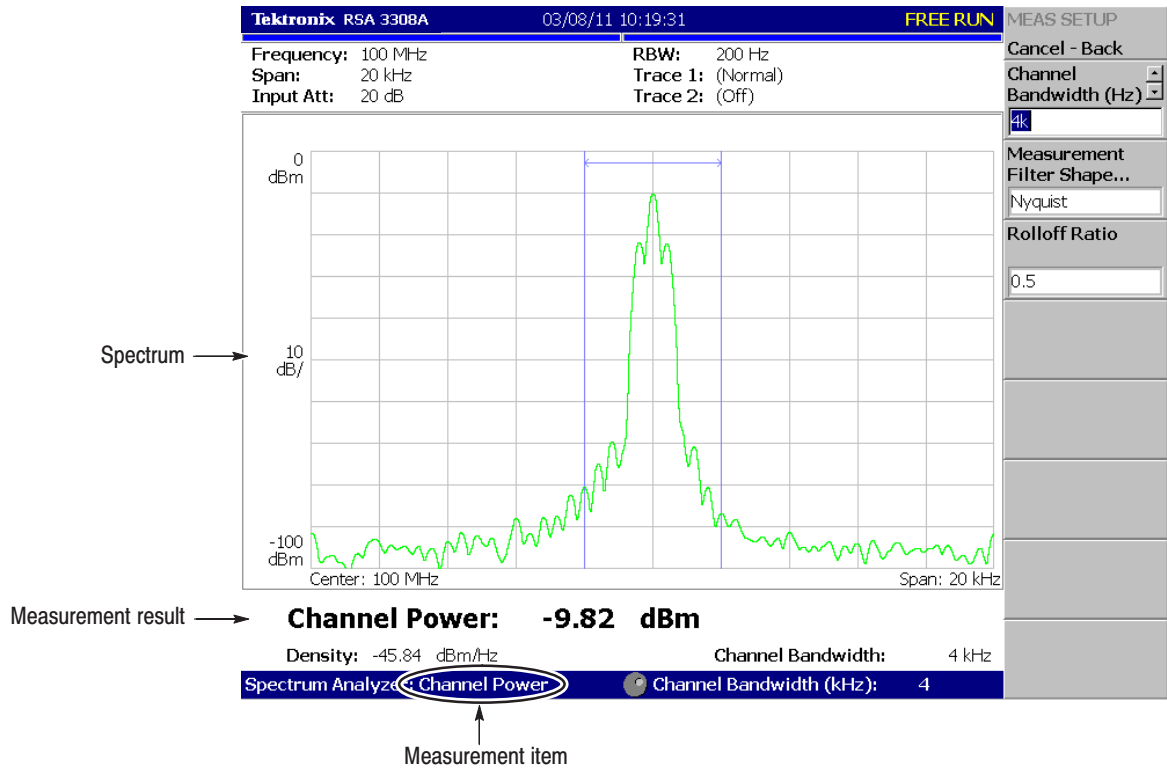 Tektronix RSA 3308A 03/08/11 10:19:31 FREE RUN
Frequency: 100 MHz RBW: 200 Hz
Span: 20 kHz Trace 1: (Normal)
Input Att: 20 dB Trace 2: (Off)
MEAS SETUP
Cancel - Back
Channel
Bandwidth (Hz)
4k
Measurement
Filter Shape...
Nyquist
Rolloff Ratio
0.5
0
dBm
Spectrum
10
dB/
-100
dBm
Center: 100 MHz Span: 20 kHz
Measurement result
Channel Power: -9.82 dBm
Density: -45.84 dBm/Hz Channel Bandwidth: 4 kHz
Spectrum Analyzer: Channel Power Channel Bandwidth (kHz): 4
Measurement item